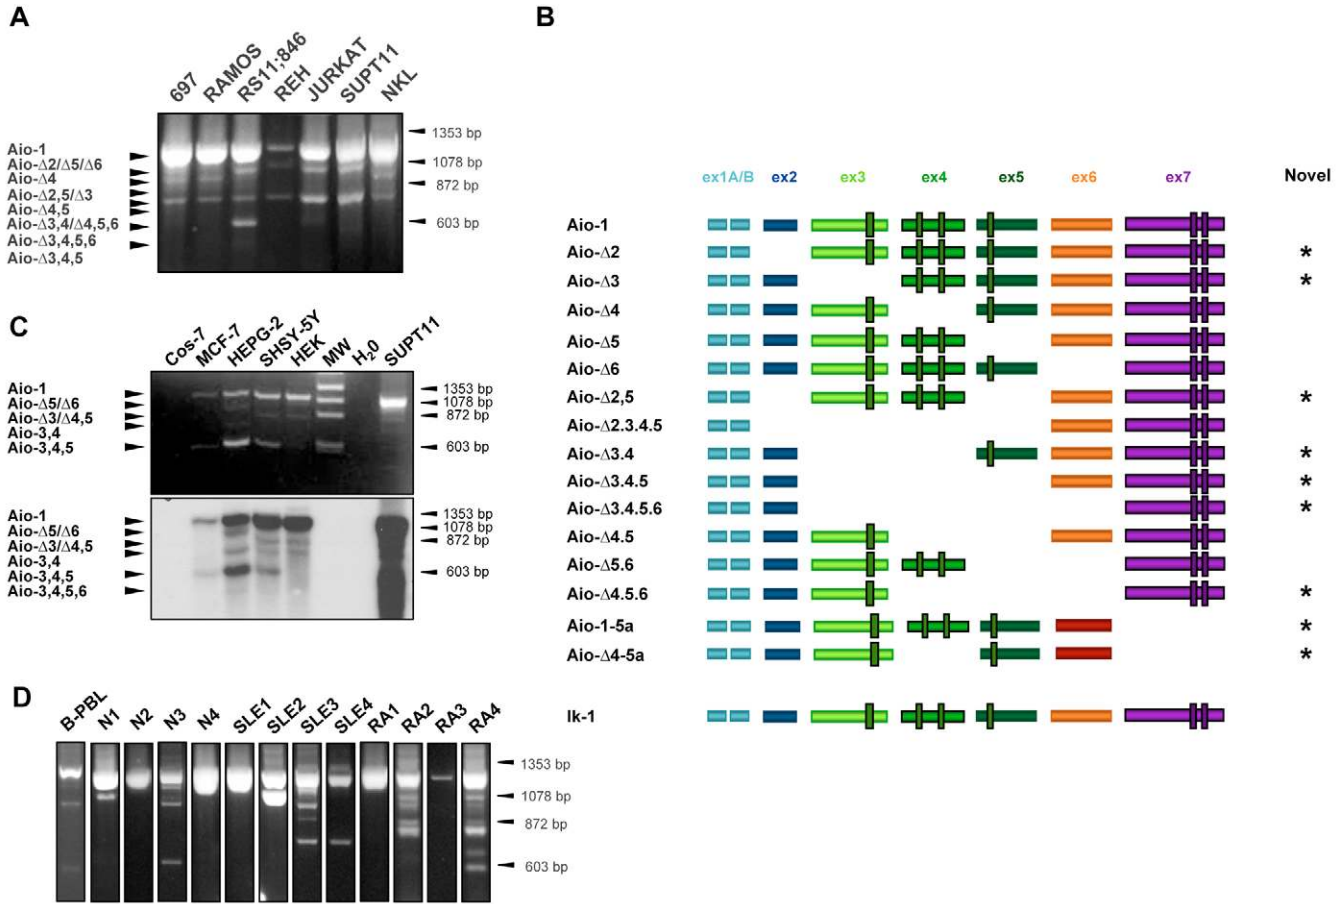 A
697 RAMOS RS11;846 REH JURKAT SUPT11 NKL
Aio-1
Aio-Δ2/Δ5/Δ6
Aio-Δ4
Aio-Δ2,5/Δ3
Aio-Δ4,5
Aio-Δ3,4/Δ4,5,6
Aio-Δ3,4,5,6
Aio-Δ3,4,5
1353 bp
1078 bp
872 bp
603 bp
B
ex1A/B ex2 ex3 ex4 ex5 ex6 ex7 Novel
Aio-1
Aio-Δ2 *
Aio-Δ3 *
Aio-Δ4
Aio-Δ5
Aio-Δ6
Aio-Δ2,5 *
Aio-Δ2.3.4.5
Aio-Δ3.4 *
Aio-Δ3.4.5 *
Aio-Δ3.4.5.6 *
Aio-Δ4.5
Aio-Δ5.6
Aio-Δ4.5.6 *
Aio-1-5a *
Aio-Δ4-5a *
Ik-1
C
Cos-7 MCF-7 HEPG-2 SHSY-5Y HEK MW H20 SUPT11
Aio-1
Aio-Δ5/Δ6
Aio-Δ3/Δ4,5
Aio-3,4
Aio-3,4,5
1353 bp
1078 bp
872 bp
603 bp
Aio-1
Aio-Δ5/Δ6
Aio-Δ3/Δ4,5
Aio-3,4
Aio-3,4,5
Aio-3,4,5,6
1353 bp
1078 bp
872 bp
603 bp
D
B-PBL N1 N2 N3 N4 SLE1 SLE2 SLE3 SLE4 RA1 RA2 RA3 RA4
1353 bp
1078 bp
872 bp
603 bp